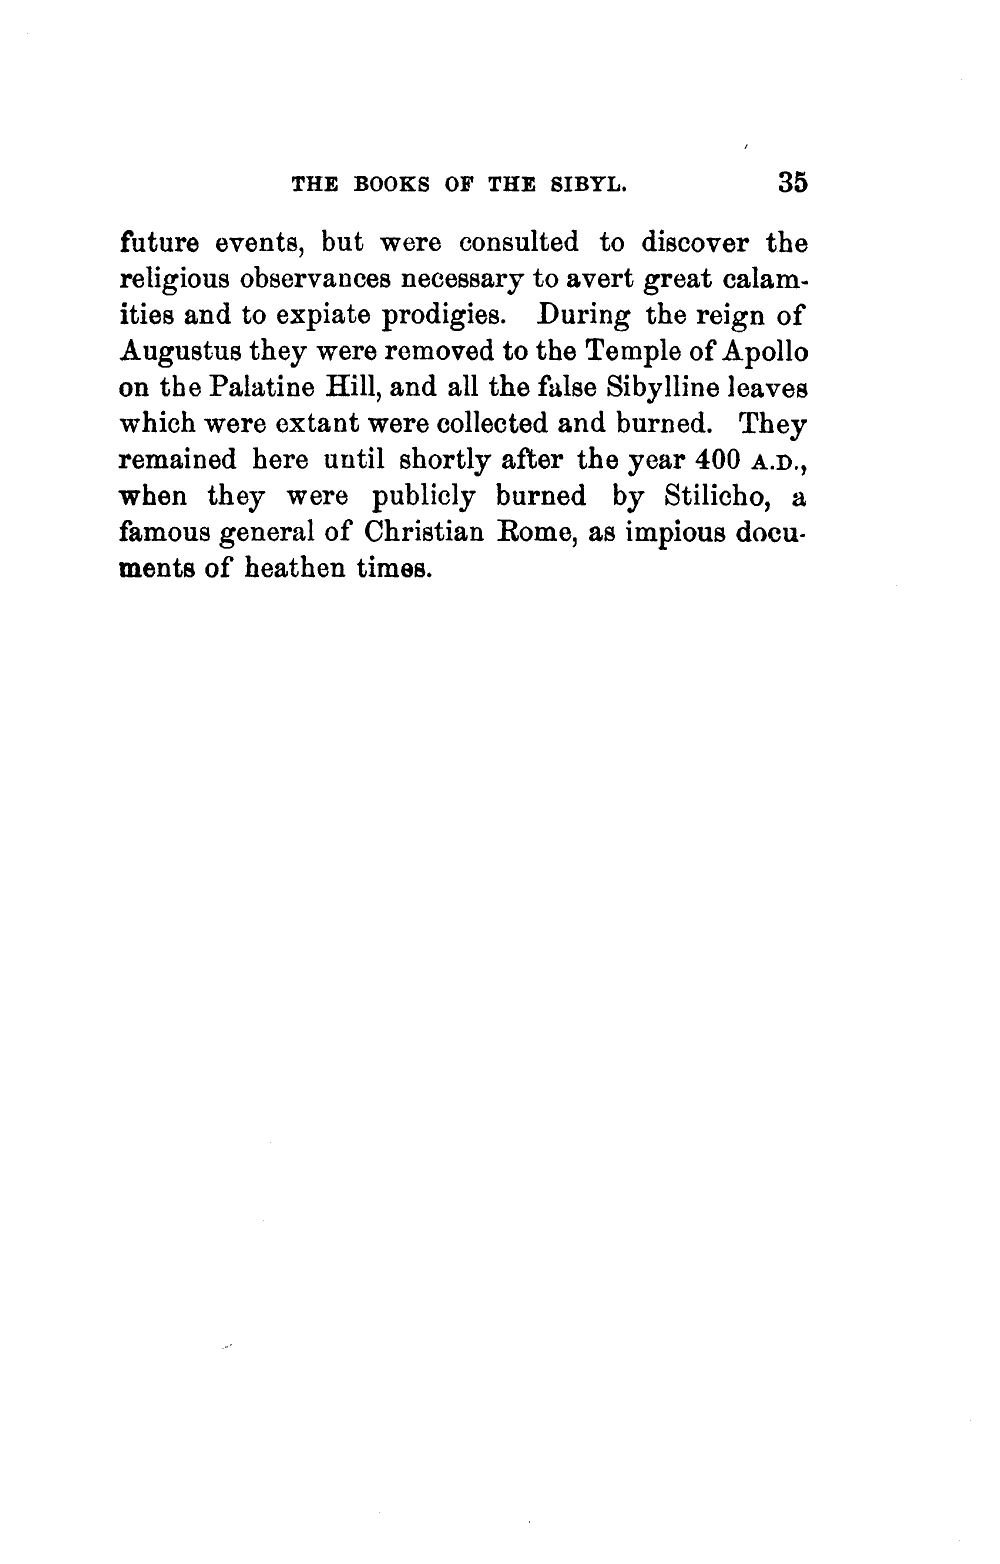 THE BOOKS OF THE SIBYL. 35
future events, but were consulted to discover the
religious observances necessary to avert great calam-
ities and to expiate prodigies. During the reign of
Augustus they were removed to the Temple of Apollo
on the Palatine Hill, and all the false Sibylline leaves
which were extant were collected and burned. They
remained here until shortly after the year 400 A.D.,
when they were publicly burned by Stilicho, a
famous general of Christian Rome, as impious docu-
ments of heathen times.